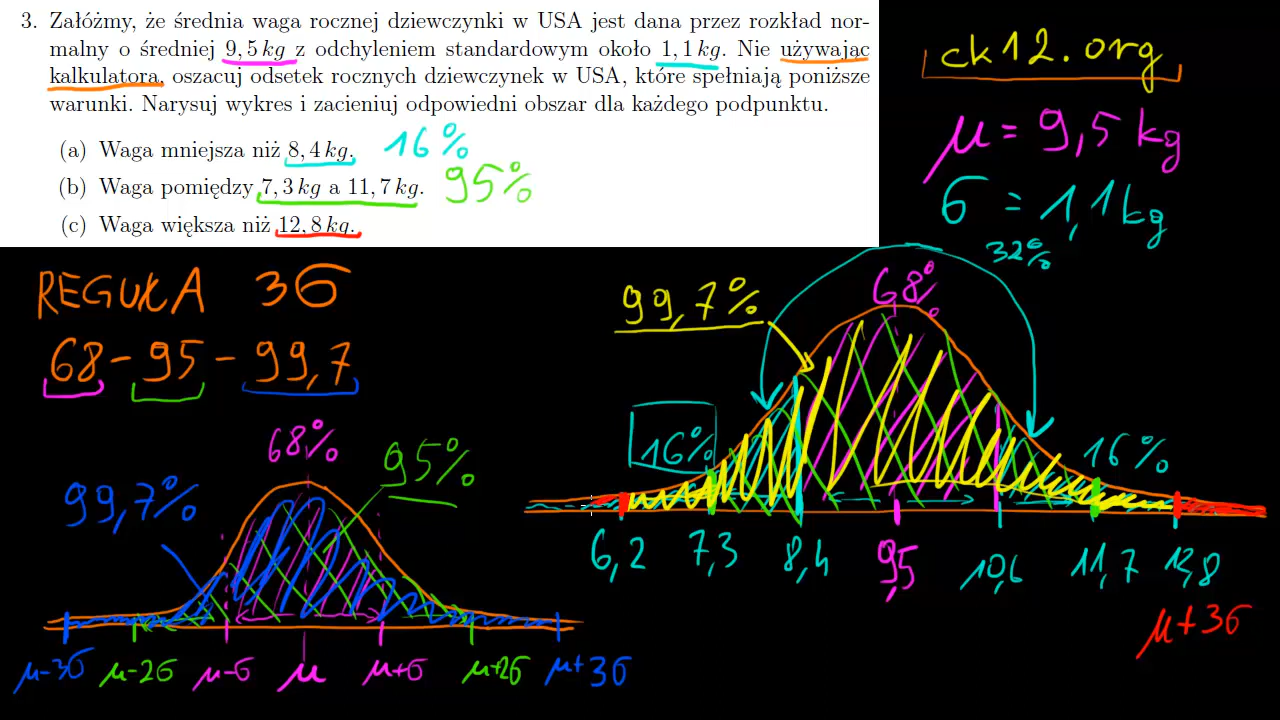 3. Załóżmy, że średnia waga rocznej dziewczynki w USA jest dana przez rozkład nor-
malny o średniej 9,5 kg z odchyleniem standardowym około 1,1 kg. Nie używając
kalkulatora, oszacuj odsetek rocznych dziewczynek w USA, które spełniają poniższe
warunki. Narysuj wykres i zacieniuj odpowiedni obszar dla każdego podpunktu.
(a) Waga mniejsza niż 8,4 kg. 16%
(b) Waga pomiędzy 7,3 kg a 11,7 kg. 95%
(c) Waga większa niż 12,8 kg.
ck12.org
μ = 9,5 kg
σ = 1,1 kg
REGUŁA 3σ
68 - 95 - 99,7
68%
95%
99,7%
μ-3σ μ-2σ μ-σ μ μ+σ μ+2σ μ+3σ
32%
68%
99,7%
16% 16%
6,2 7,3 8,4 9,5 10,6 11,7 12,8
μ+3σ